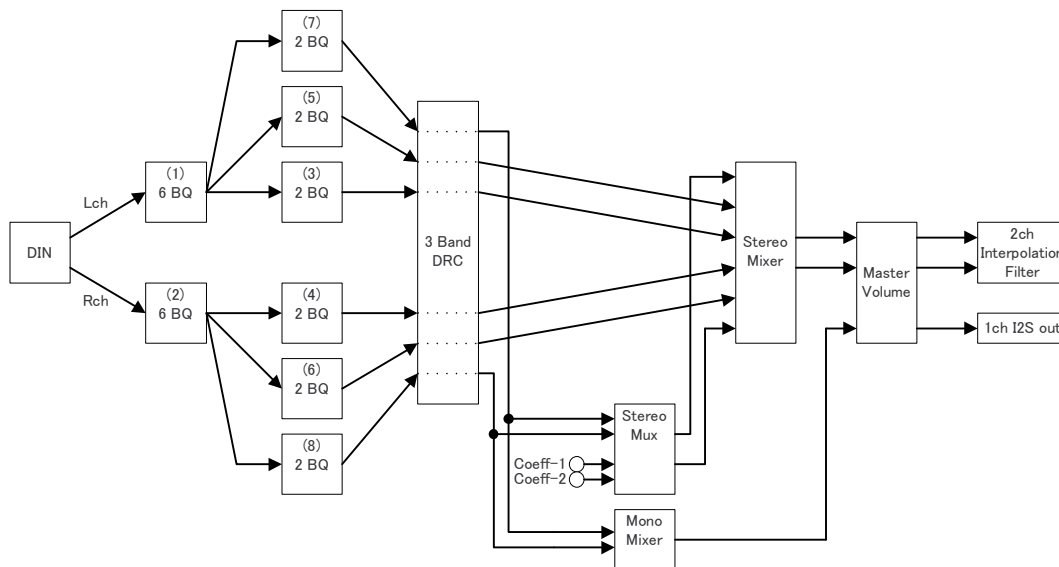 (7)
2 BQ
(5)
2 BQ
(1)
6 BQ
(3)
2 BQ
Lch
DIN
Rch
(2)
6 BQ
(4)
2 BQ
(6)
2 BQ
(8)
2 BQ
3 Band
DRC
Stereo
Mixer
Master
Volume
2ch
Interpolation
Filter
1ch I2S out
Stereo
Mux
Coeff-1
Coeff-2
Mono
Mixer